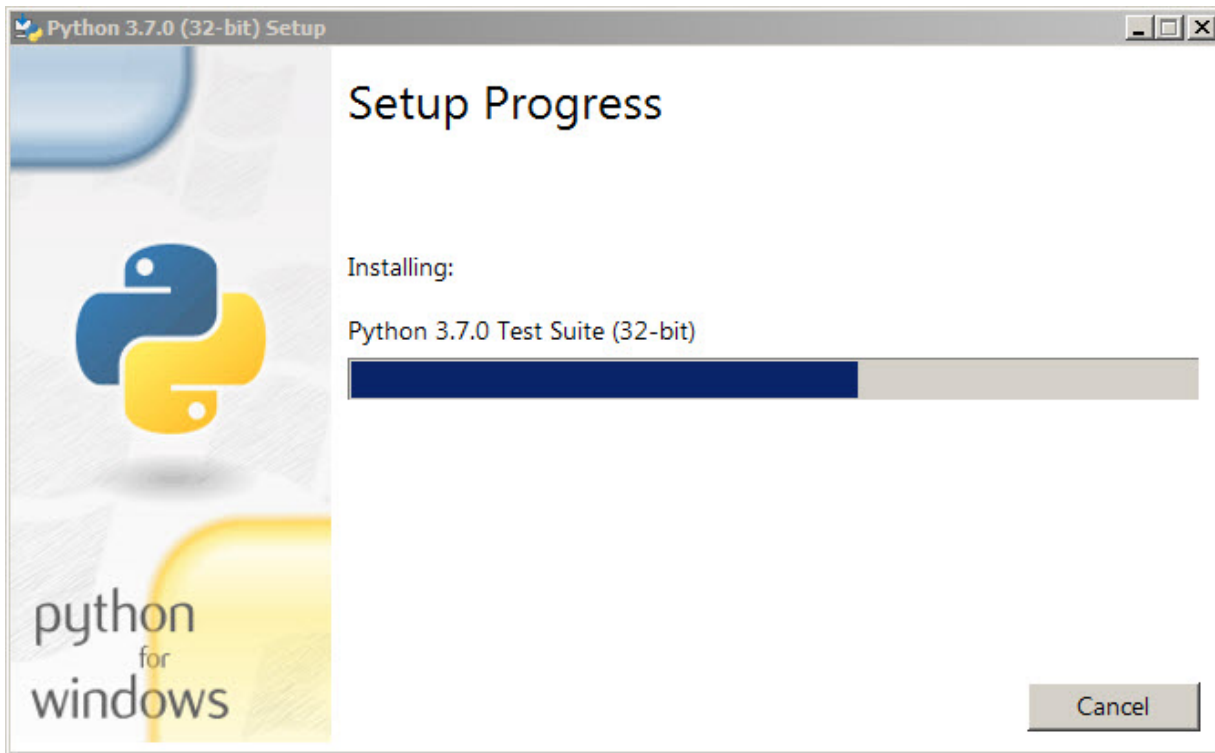 Python 3.7.0 (32-bit) Setup
Setup Progress
Installing:
Python 3.7.0 Test Suite (32-bit)
python
for
windows
Cancel